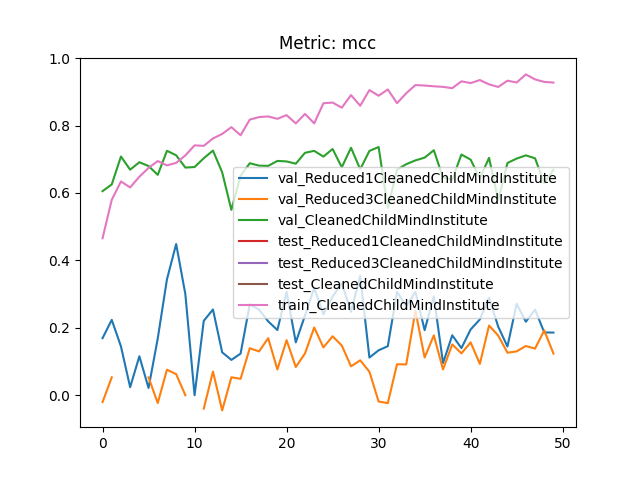 Metric: mcc
1.0
0.8
0.6
0.4
0.2
0.0
val_Reduced1CleanedChildMindInstitute
val_Reduced3CleanedChildMindInstitute
val_CleanedChildMindInstitute
test_Reduced1CleanedChildMindInstitute
test_Reduced3CleanedChildMindInstitute
test_CleanedChildMindInstitute
train_CleanedChildMindInstitute
0 10 20 30 40 50